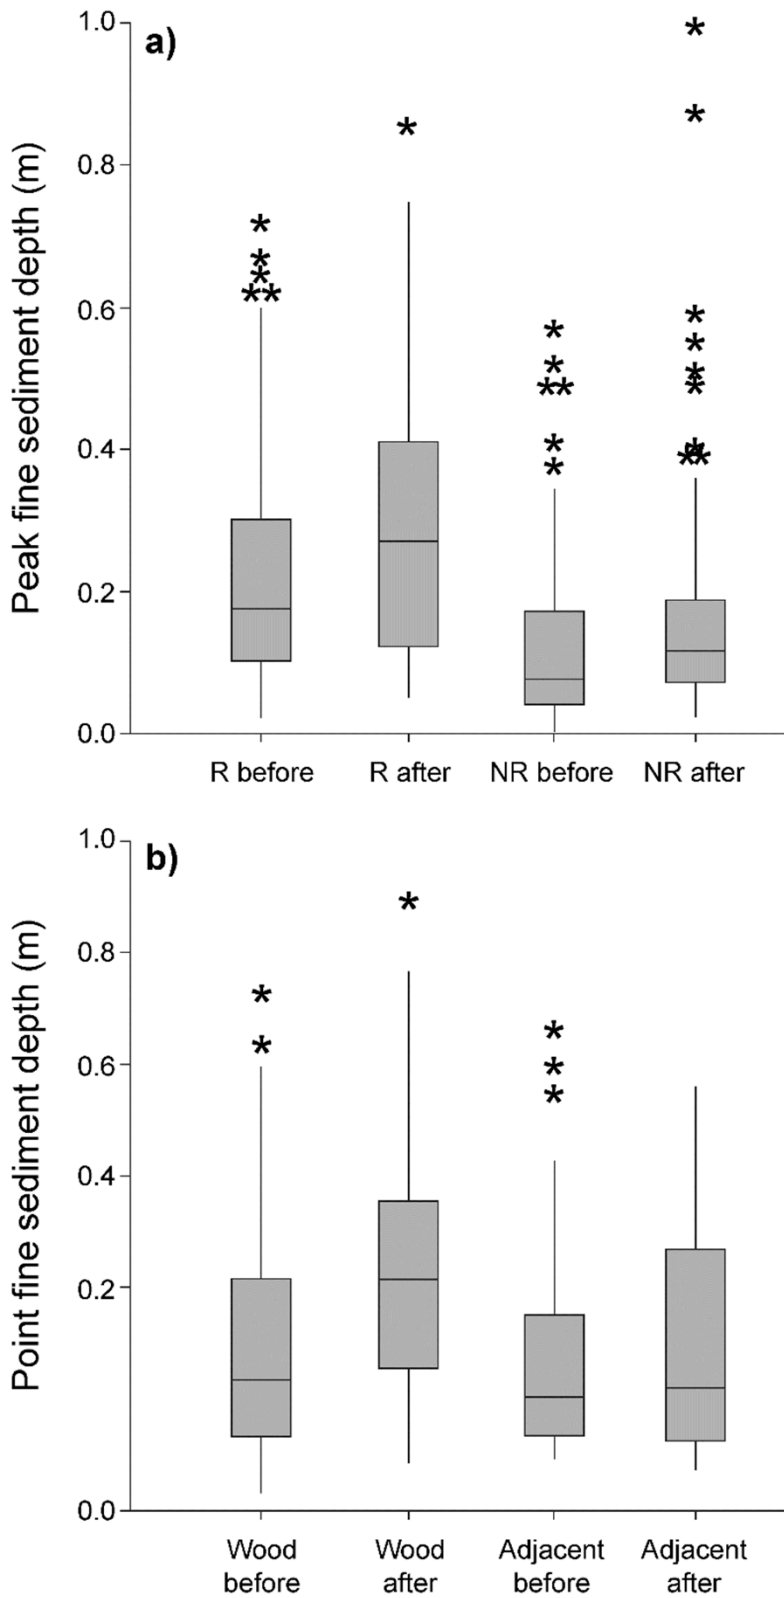 a)
Peak fine sediment depth (m)
1.0
0.8
0.6
0.4
0.2
0.0
R before
R after
NR before
NR after
b)
Point fine sediment depth (m)
1.0
0.8
0.6
0.4
0.2
0.0
Wood
before
Wood
after
Adjacent
before
Adjacent
after